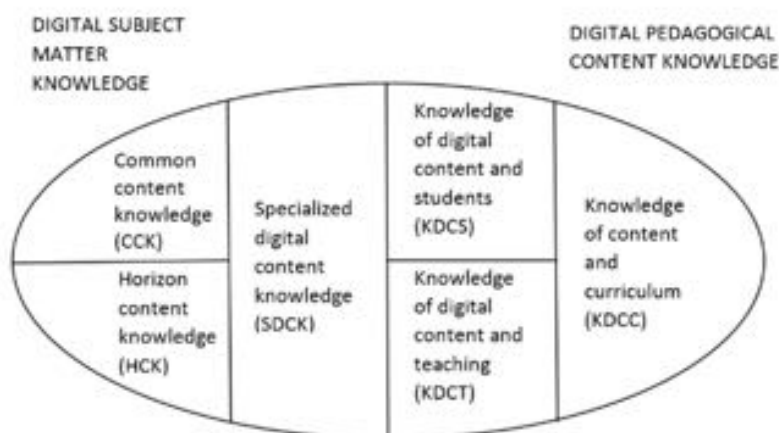 DIGITAL SUBJECT
MATTER
KNOWLEDGE
DIGITAL PEDAGOGICAL
CONTENT KNOWLEDGE
Common
content
knowledge
(CCK)
Horizon
content
knowledge
(HCK)
Specialized
digital
content
knowledge
(SDCK)
Knowledge
of digital
content and
students
(KDCS)
Knowledge
of digital
content and
teaching
(KDCT)
Knowledge
of content
and
curriculum
(KDCC)